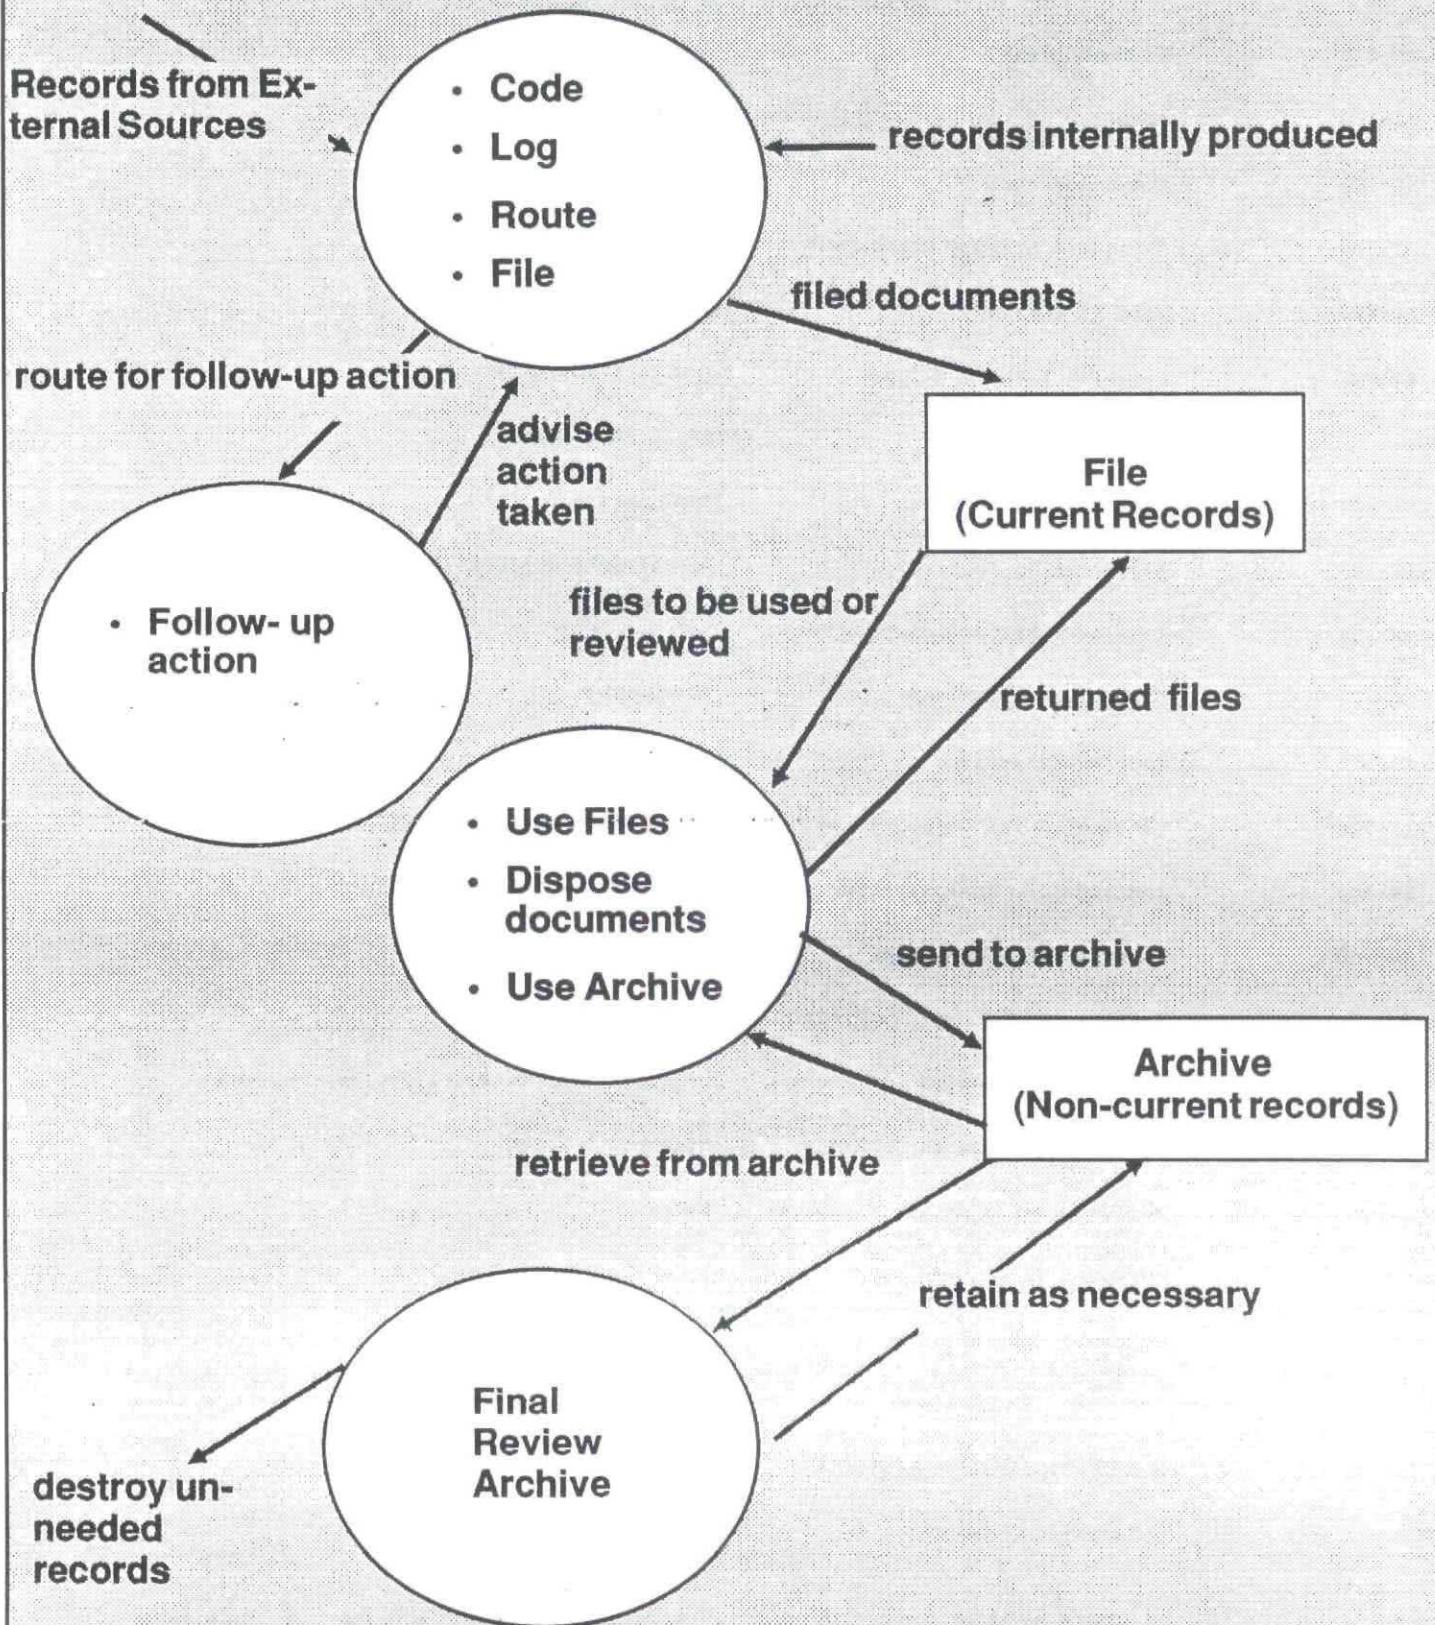 Records from Ex-
ternal Sources
• Code
• Log
• Route
• File
records internally produced
filed documents
route for follow-up action
advise
action
taken
File
(Current Records)
• Follow- up
action
files to be used or
reviewed
returned files
• Use Files
• Dispose
documents
• Use Archive
send to archive
Archive
(Non-current records)
retrieve from archive
retain as necessary
Final
Review
Archive
destroy un-
needed
records